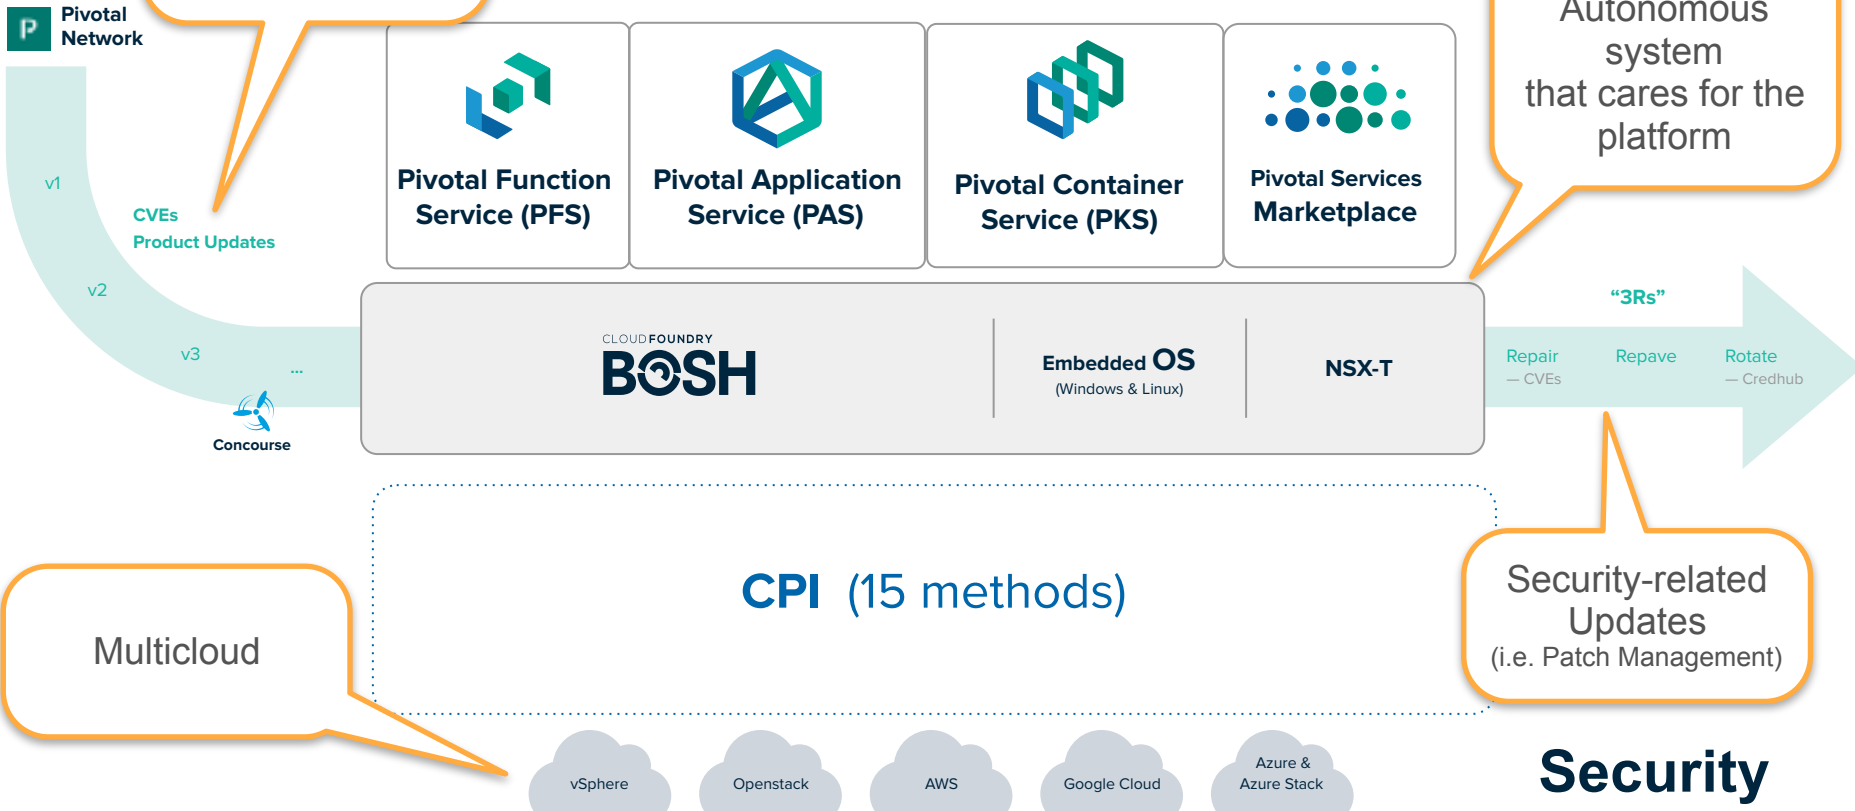 Pivotal
Network
Autonomous
system
that cares for the
platform
Pivotal Function
Service (PFS)
Pivotal Application
Service (PAS)
Pivotal Container
Service (PKS)
Pivotal Services
Marketplace
v1
CVEs
Product Updates
v2
v3
...
Concourse
CLOUDFOUNDRY
BOSH
Embedded OS
(Windows & Linux)
NSX-T
“3Rs”
Repair
— CVEs
Repave
Rotate
— Credhub
CPI (15 methods)
Multicloud
Security-related
Updates
(i.e. Patch Management)
vSphere
Openstack
AWS
Google Cloud
Azure &
Azure Stack
Security